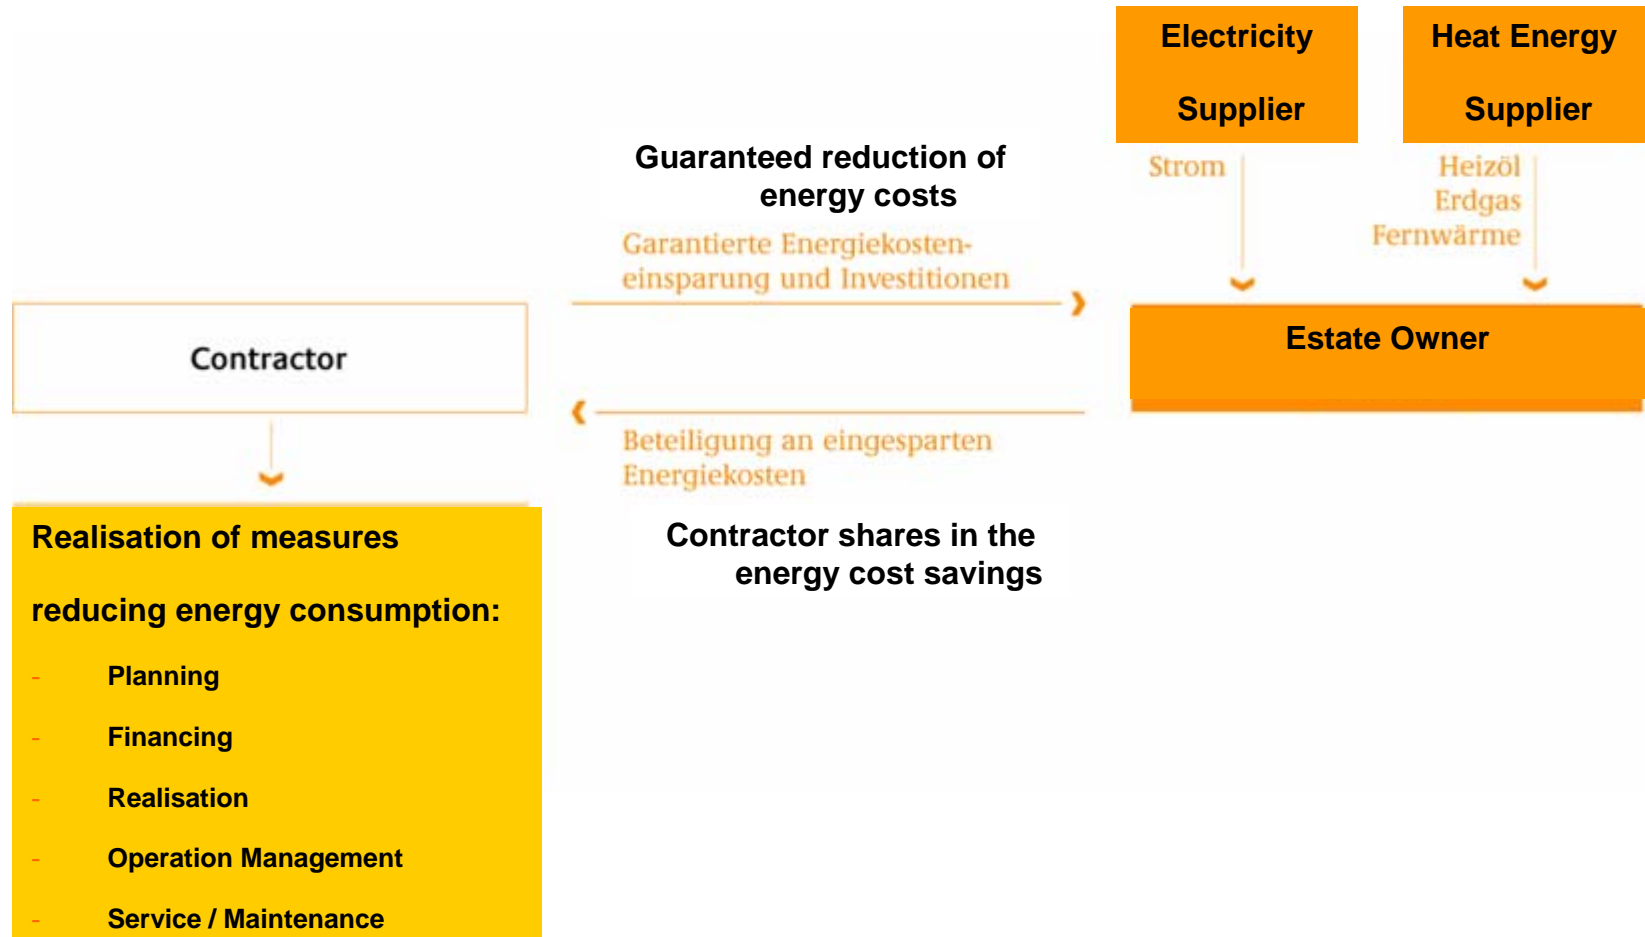 Electricity
Supplier
Heat Energy
Supplier
Strom
Heizöl
Erdgas
Fernwärme
Guaranteed reduction of
energy costs
Garantierte Energiekosten-
einsparung und Investitionen
Contractor
Estate Owner
Beteiligung an eingesparten
Energiekosten
Contractor shares in the
energy cost savings
Realisation of measures
reducing energy consumption:
- Planning
- Financing
- Realisation
- Operation Management
- Service / Maintenance